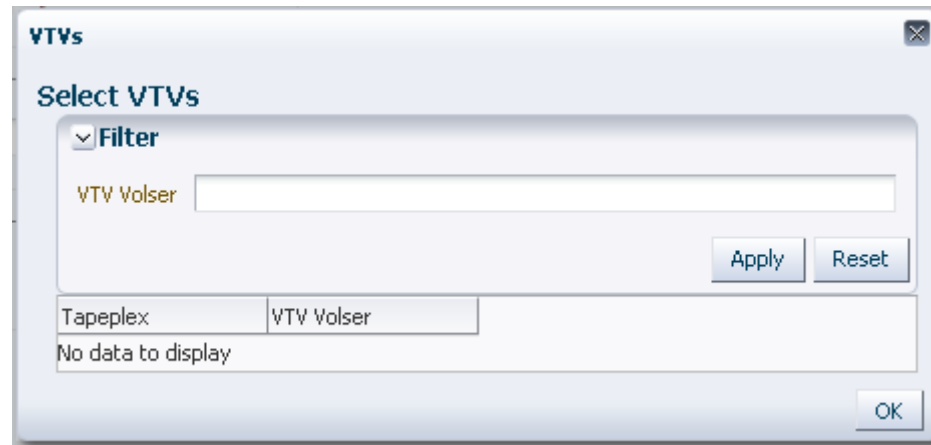 VTVs
Select VTVs
Filter
VTV Volser
Apply Reset
Tapeplex VTV Volser
No data to display
OK